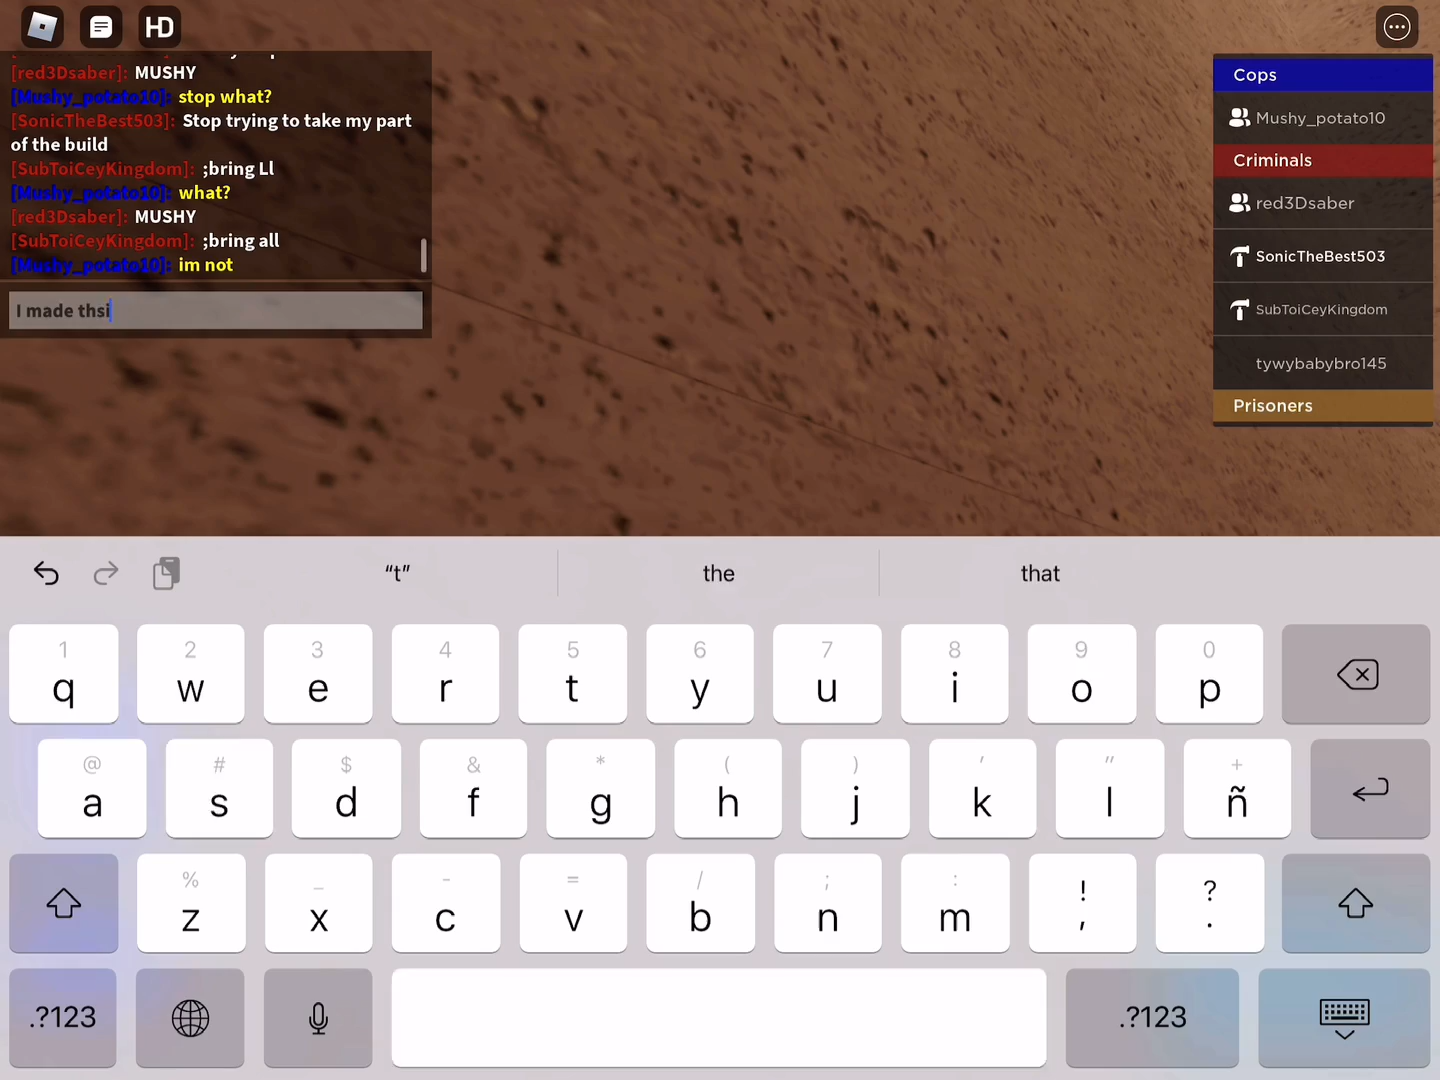 HD
[red3Dsaber]: MUSHY
[Mushy_potato10]: stop what?
[SonicTheBest503]: Stop trying to take my part
of the build
[SubToiCeyKingdom]: ;bring Ll
[Mushy_potato10]: what?
[red3Dsaber]: MUSHY
[SubToiCeyKingdom]: ;bring all
[Mushy_potato10]: im not
I made thsi
Cops
Mushy_potato10
Criminals
red3Dsaber
SonicTheBest503
SubToiCeyKingdom
tywybabybro145
Prisoners
“t” the that
1 2 3 4 5 6 7 8 9 0
q w e r t y u i o p
@ # $ & * ( ) ' " +
a s d f g h j k l ñ
% _ - = / ; : ! ?
z x c v b n m , .
.?123 .?123